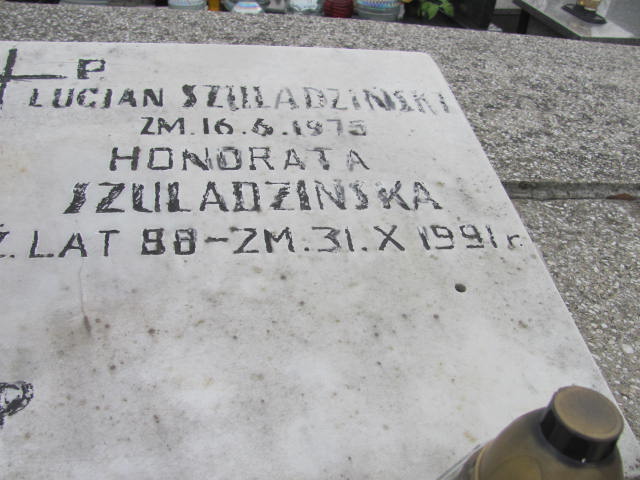 P
LUCIAN SZULADZIŃSKI
ZM.16.6.1975
HONORATA
SZULADZIŃSKA
Ż.LAT 88-ZM.31.X 1991 r.
P